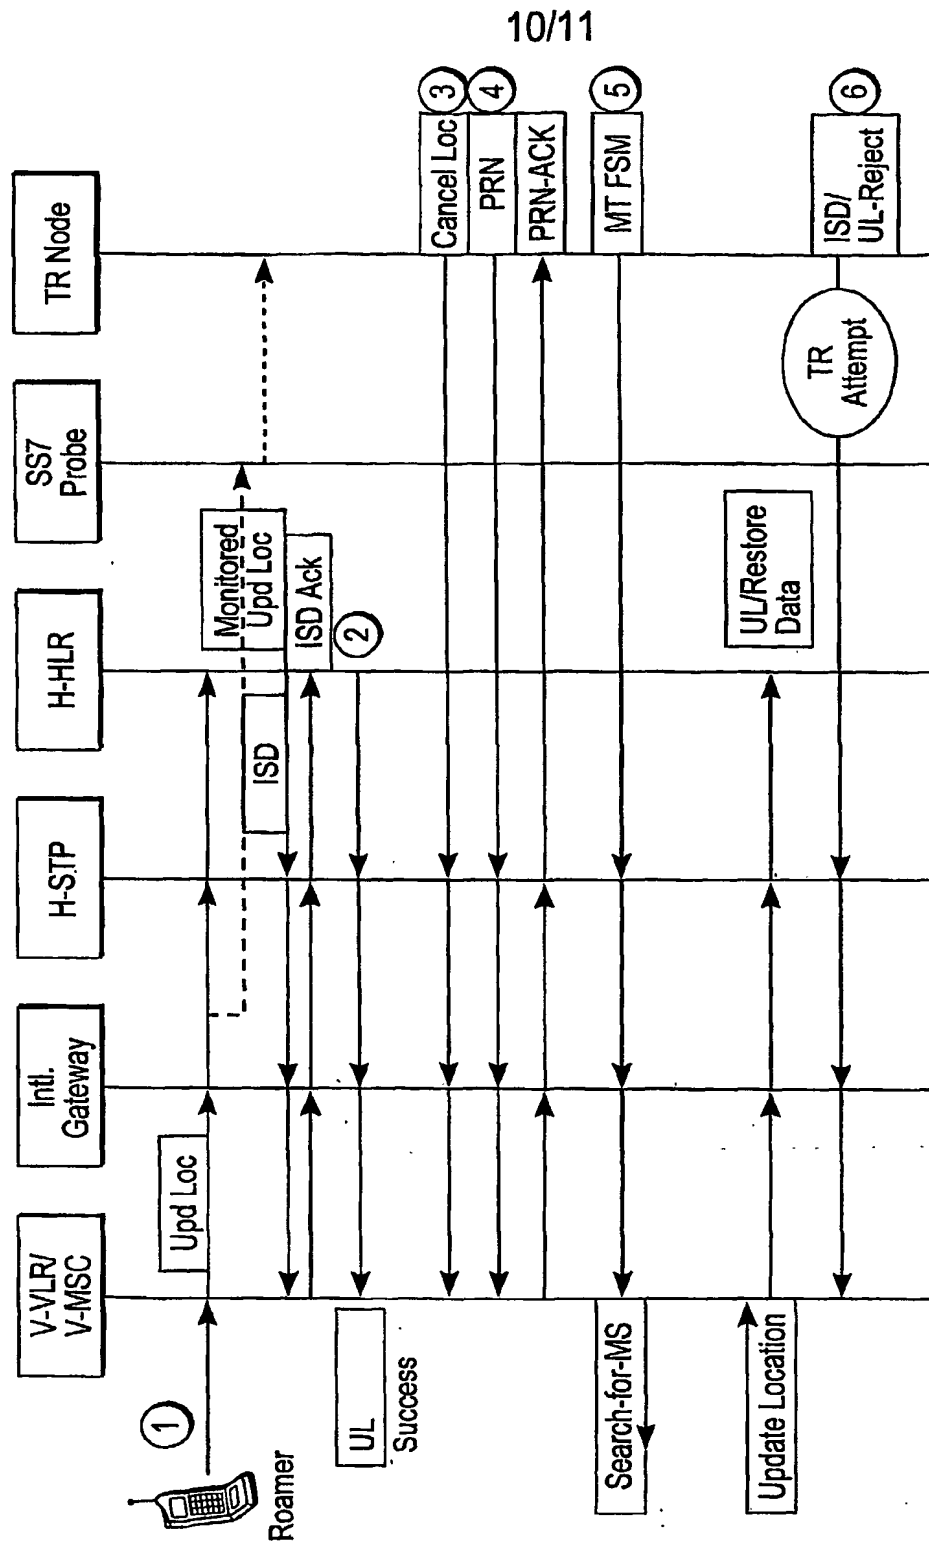 10/11
V-VLR/
V-MSC
Intl.
Gateway
H-S.TP
H-HLR
SS7
Probe
TR Node
1
Roamer
Upd Loc
Monitored
Upd Loc
ISD
ISD Ack
2
UL
Success
Cancel Loc
3
PRN
4
PRN-ACK
MT FSM
5
Search-for-MS
Update Location
UL/Restore
Data
TR
Attempt
ISD/
UL-Reject
6